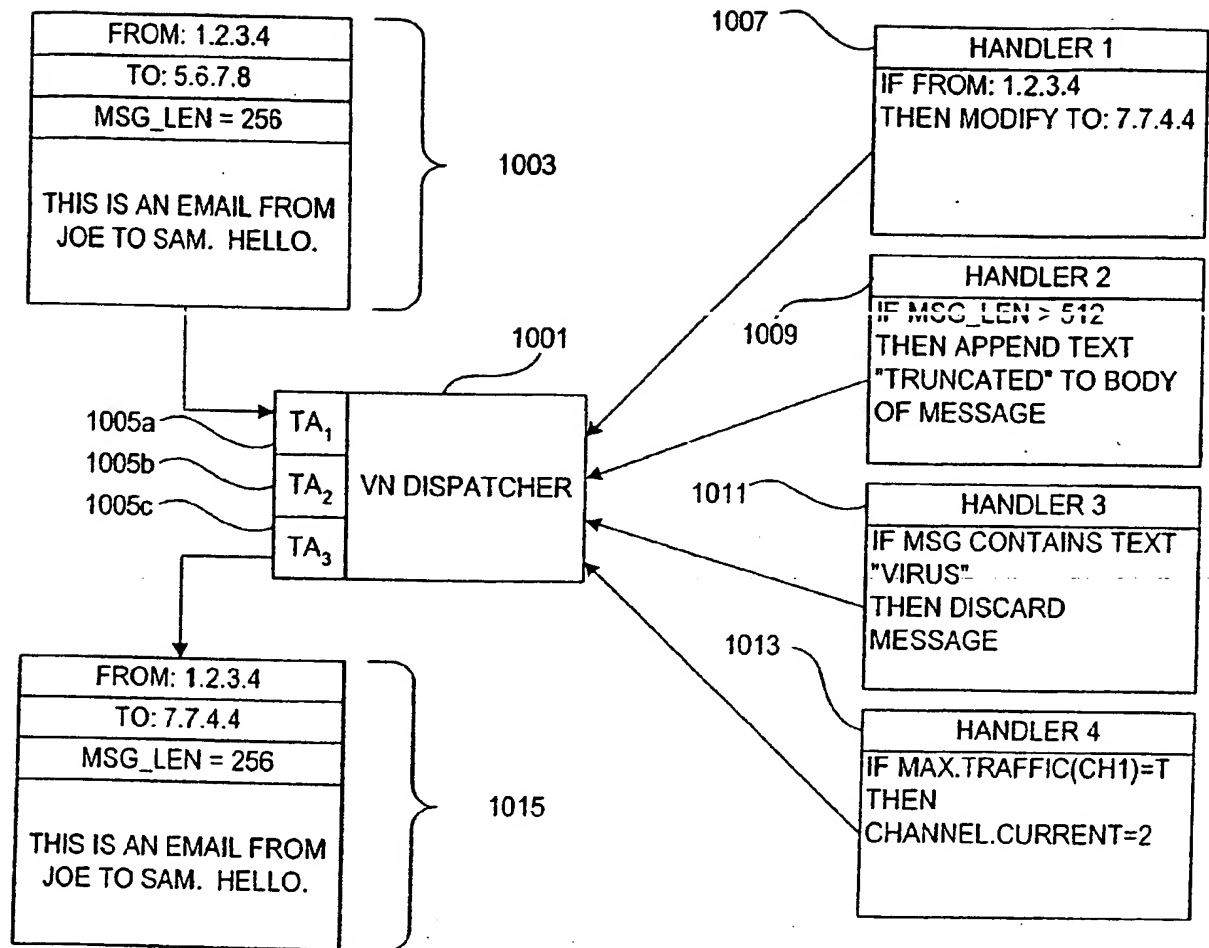 FROM: 1.2.3.4
TO: 5.6.7.8
MSG_LEN = 256
THIS IS AN EMAIL FROM
JOE TO SAM. HELLO.
1003
1007
HANDLER 1
IF FROM: 1.2.3.4
THEN MODIFY TO: 7.7.4.4
1009
HANDLER 2
IF MSG_LEN > 512
THEN APPEND TEXT
"TRUNCATED" TO BODY
OF MESSAGE
1001
1005a
1005b
1005c
TA1
TA2
TA3
VN DISPATCHER
1011
HANDLER 3
IF MSG CONTAINS TEXT
"VIRUS"
THEN DISCARD
MESSAGE
1013
HANDLER 4
IF MAX.TRAFFIC(CH1)=T
THEN
CHANNEL.CURRENT=2
FROM: 1.2.3.4
TO: 7.7.4.4
MSG_LEN = 256
THIS IS AN EMAIL FROM
JOE TO SAM. HELLO.
1015